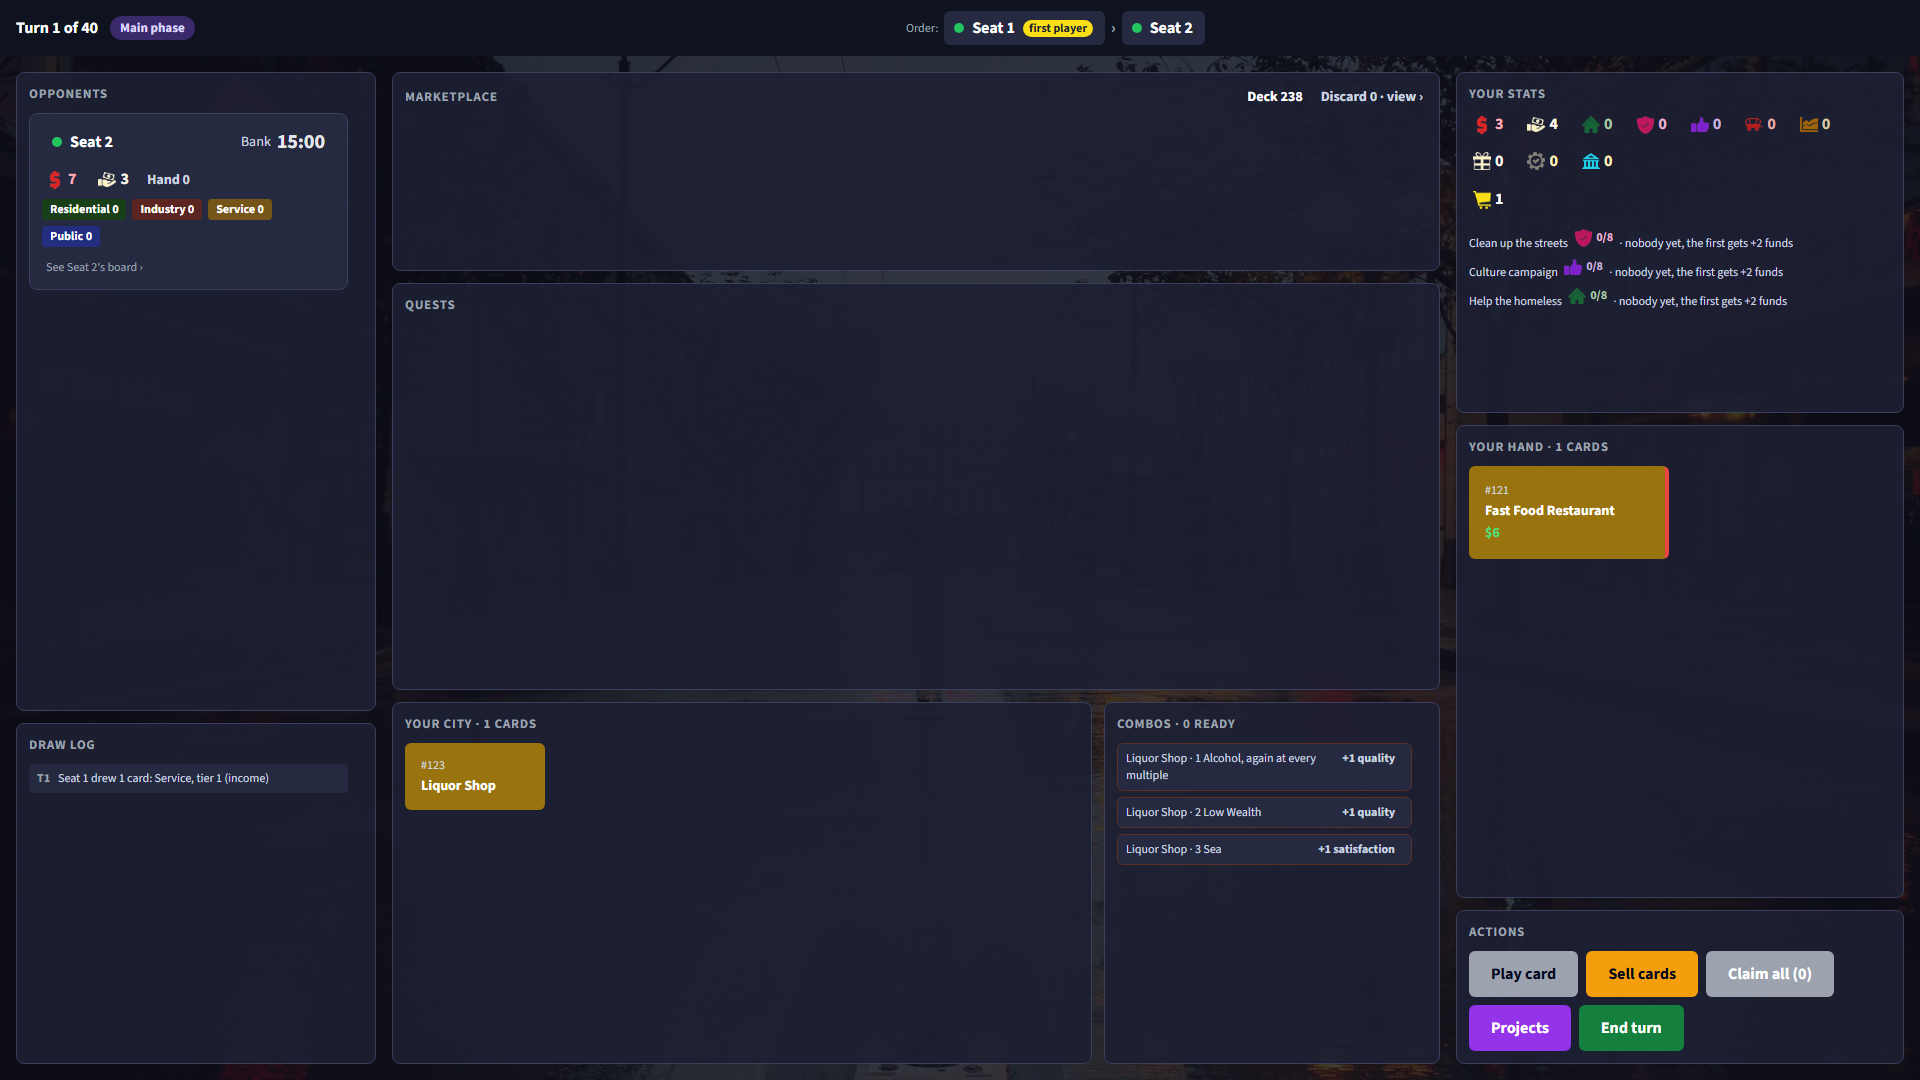 Turn 1 of 40
Main phase
Order:
Seat 1
first player
›
Seat 2
OPPONENTS
Seat 2
Bank 15:00
7
3
Hand 0
Residential 0
Industry 0
Service 0
Public 0
See Seat 2's board ›
DRAW LOG
T1 Seat 1 drew 1 card: Service, tier 1 (income)
MARKETPLACE
Deck 238
Discard 0 · view ›
QUESTS
YOUR CITY · 1 CARDS
#123
Liquor Shop
COMBOS · 0 READY
Liquor Shop · 1 Alcohol, again at every
multiple
+1 quality
Liquor Shop · 2 Low Wealth
+1 quality
Liquor Shop · 3 Sea
+1 satisfaction
YOUR STATS
3
4
0
0
0
0
0
0
0
0
1
Clean up the streets 0/8 · nobody yet, the first gets +2 funds
Culture campaign 0/8 · nobody yet, the first gets +2 funds
Help the homeless 0/8 · nobody yet, the first gets +2 funds
YOUR HAND · 1 CARDS
#121
Fast Food Restaurant
$6
ACTIONS
Play card
Sell cards
Claim all (0)
Projects
End turn